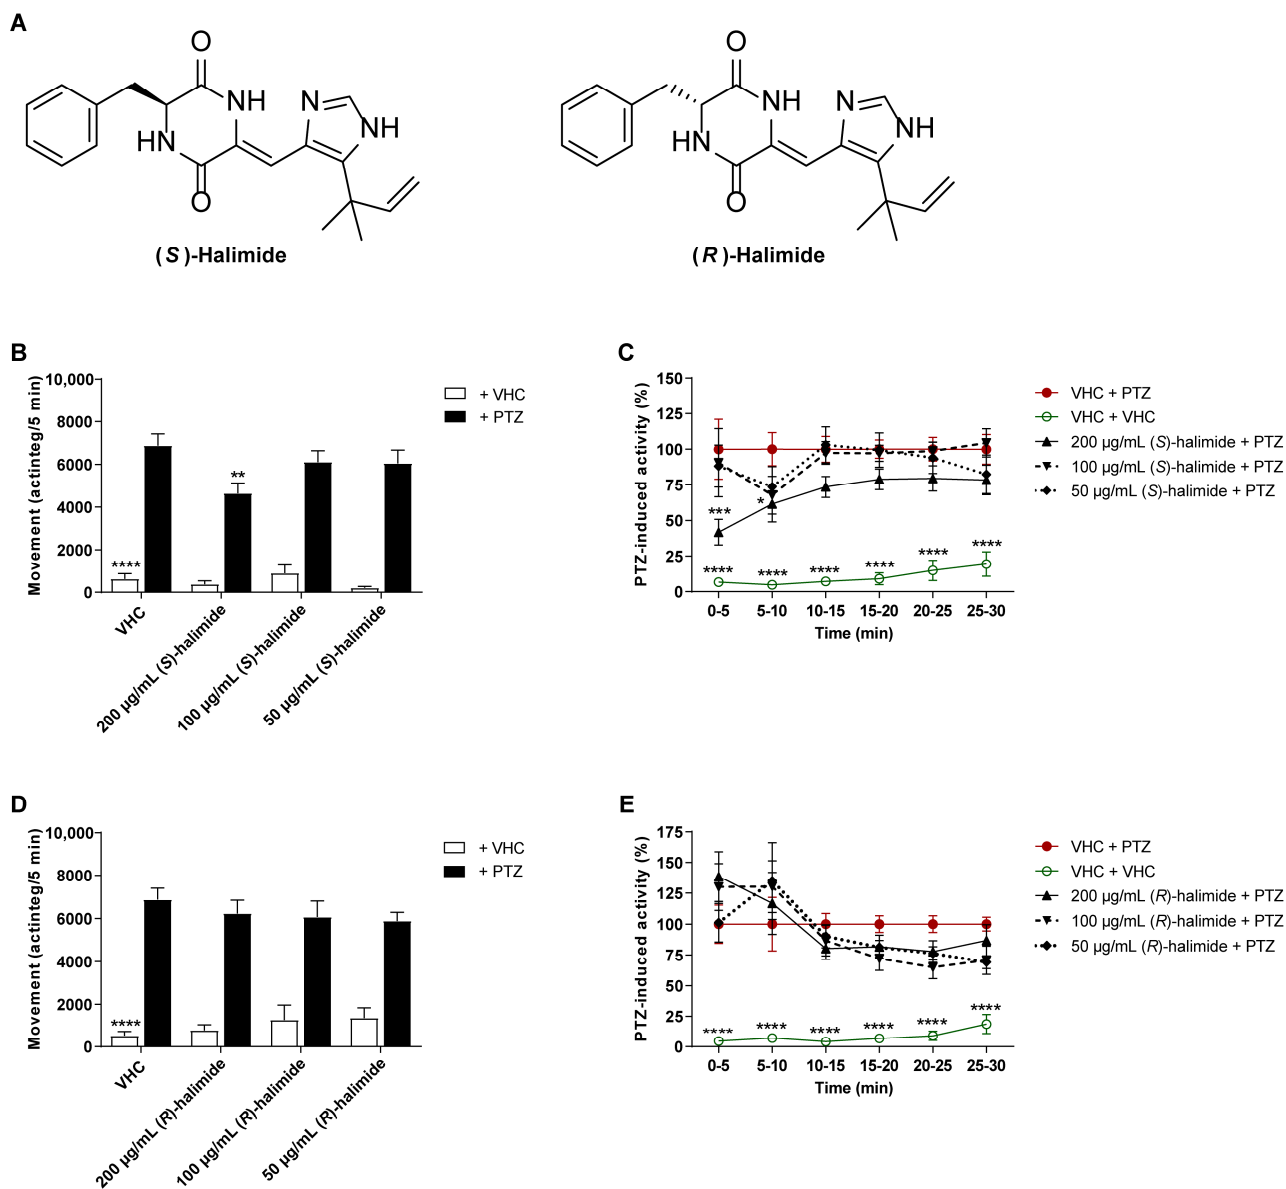 A
O
NH
HN
O
N
NH
(S)-Halimide
O
NH
HN
O
N
NH
(R)-Halimide
B
Movement (actinteg/5 min)
10,000
8000
6000
4000
2000
0
****
**
+ VHC
+ PTZ
VHC
200 µg/mL (S)-halimide
100 µg/mL (S)-halimide
50 µg/mL (S)-halimide
C
PTZ-induced activity (%)
150
125
100
75
50
25
0
***
*
**** **** **** **** **** ****
0-5 5-10 10-15 15-20 20-25 25-30
Time (min)
VHC + PTZ
VHC + VHC
200 µg/mL (S)-halimide + PTZ
100 µg/mL (S)-halimide + PTZ
50 µg/mL (S)-halimide + PTZ
D
Movement (actinteg/5 min)
10,000
8000
6000
4000
2000
0
****
+ VHC
+ PTZ
VHC
200 µg/mL (R)-halimide
100 µg/mL (R)-halimide
50 µg/mL (R)-halimide
E
PTZ-induced activity (%)
175
150
125
100
75
50
25
0
**** **** **** **** **** ****
0-5 5-10 10-15 15-20 20-25 25-30
Time (min)
VHC + PTZ
VHC + VHC
200 µg/mL (R)-halimide + PTZ
100 µg/mL (R)-halimide + PTZ
50 µg/mL (R)-halimide + PTZ